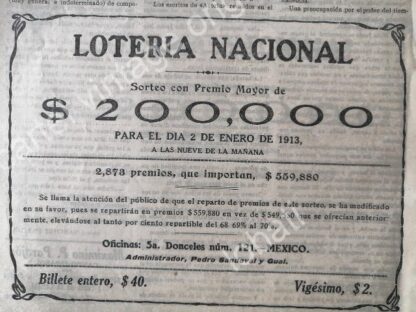 LOTERIA NACIONAL
Sorteo con Premio Mayor de
$ 200,000
PARA EL DIA 2 DE ENERO DE 1913,
A LAS NUEVE DE LA MAÑANA
2,873 premios, que importan, $ 559,880
Se llama la atención del público de que el reparto de premios de este sorteo, se ha modificado
en su favor, pues se repartirán en premios $ 559,880 en vez de $ 549,550 que se ofrecían anterior-
mente, elevándose al tanto por ciento repartible del 68 69% al 70%.
Oficinas: 5a. Donceles núm. 121.—MEXICO.
Administrador, Pedro Sandoval y Gual.
Billete entero, $ 40. Vigésimo, $ 2.